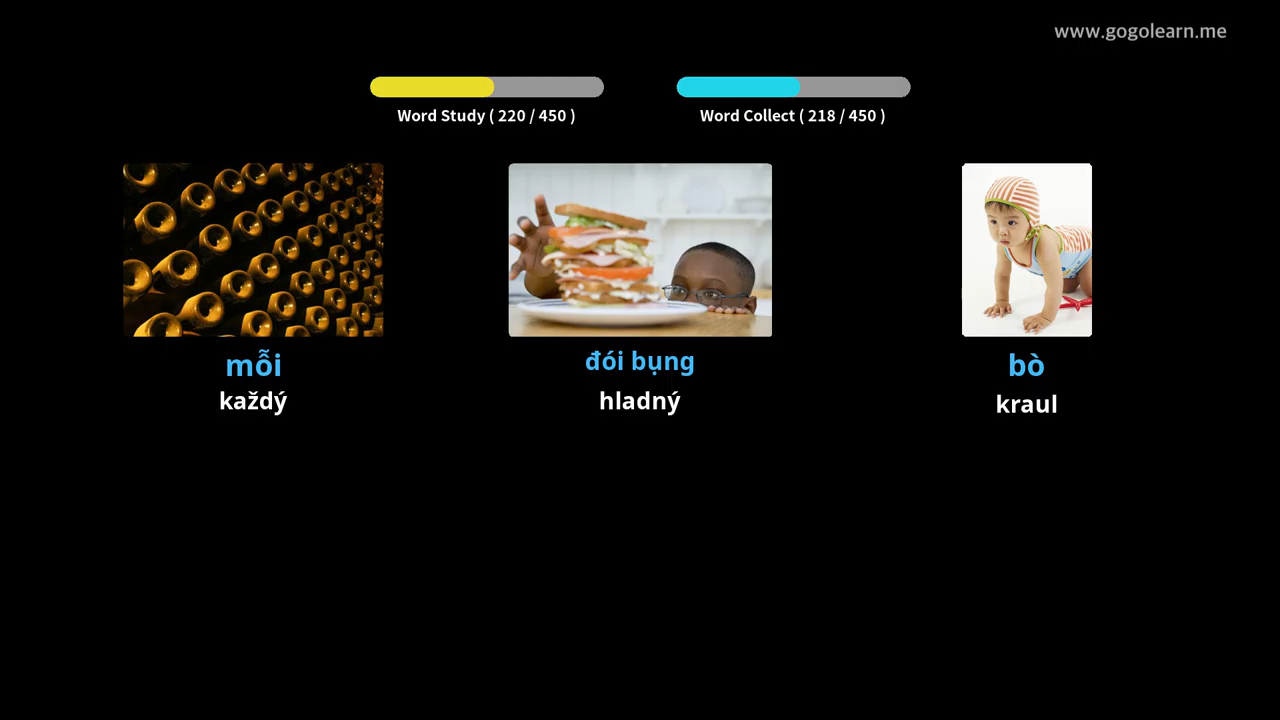 www.gogolearn.me
Word Study ( 220 / 450 )
Word Collect ( 218 / 450 )
mỗi
každý
đói bụng
hladný
bò
kraul